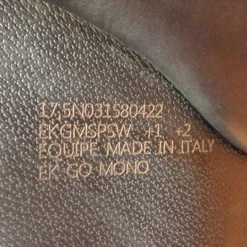 17,5N031580422
EKGMSPSW +1 +2
EQUIPE MADE IN ITALY
EK GO MONO